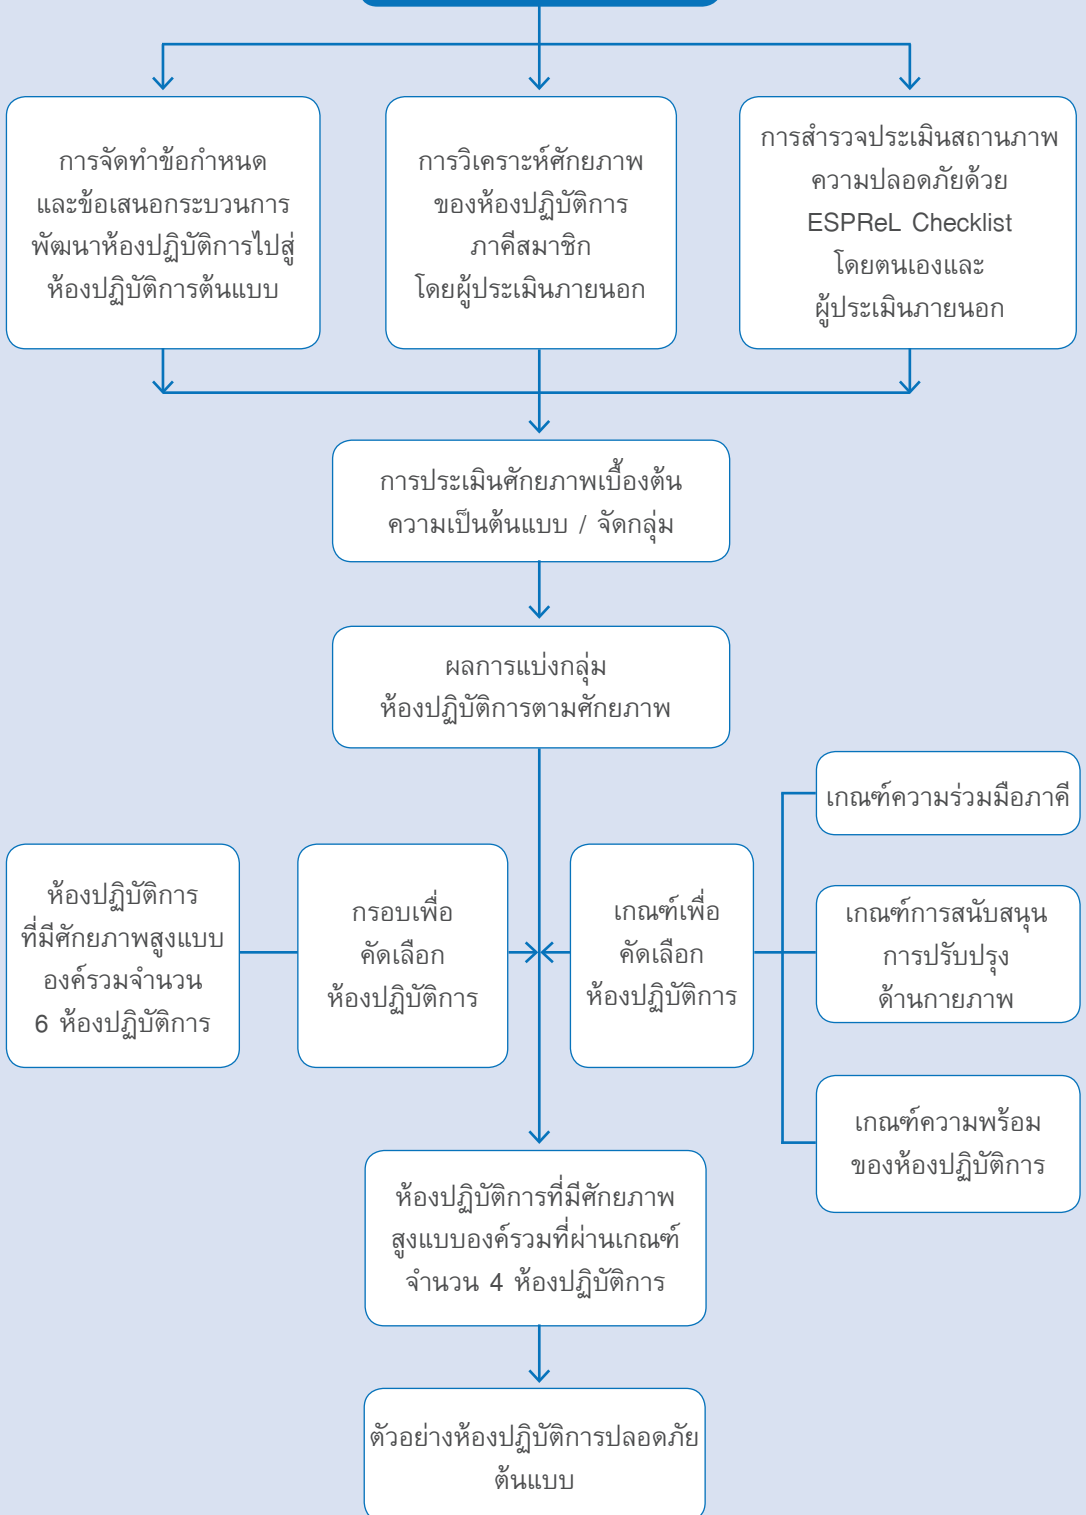 การจัดทำข้อกำหนด
และข้อเสนอกระบวนการ
พัฒนาห้องปฏิบัติการไปสู่
ห้องปฏิบัติการต้นแบบ
การวิเคราะห์ศักยภาพ
ของห้องปฏิบัติการ
ภาคีสมาชิก
โดยผู้ประเมินภายนอก
การสำรวจประเมินสถานภาพ
ความปลอดภัยด้วย
ESPReL Checklist
โดยตนเองและ
ผู้ประเมินภายนอก
การประเมินศักยภาพเบื้องต้น
ความเป็นต้นแบบ / จัดกลุ่ม
ผลการแบ่งกลุ่ม
ห้องปฏิบัติการตามศักยภาพ
ห้องปฏิบัติการ
ที่มีศักยภาพสูงแบบ
องค์รวมจำนวน
6 ห้องปฏิบัติการ
กรอบเพื่อ
คัดเลือก
ห้องปฏิบัติการ
เกณฑ์เพื่อ
คัดเลือก
ห้องปฏิบัติการ
เกณฑ์ความร่วมมือภาคี
เกณฑ์การสนับสนุน
การปรับปรุง
ด้านกายภาพ
เกณฑ์ความพร้อม
ของห้องปฏิบัติการ
ห้องปฏิบัติการที่มีศักยภาพ
สูงแบบองค์รวมที่ผ่านเกณฑ์
จำนวน 4 ห้องปฏิบัติการ
ตัวอย่างห้องปฏิบัติการปลอดภัย
ต้นแบบ